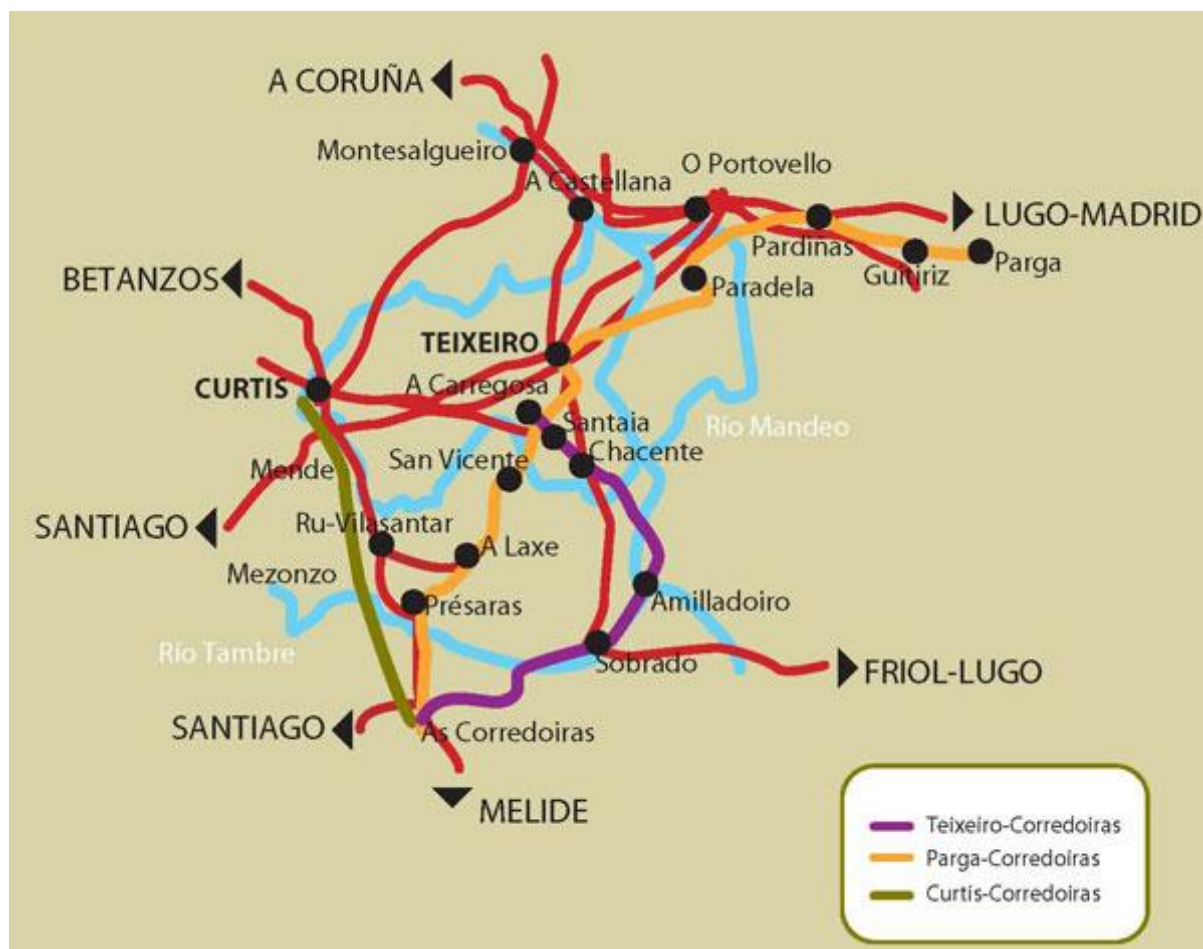 A CORUÑA
Montesalgueiro
A Castellana
O Portovello
LUGO-MADRID
Pardiñas
Guitiriz
Parga
BETANZOS
Paradela
TEIXEIRO
CURTIS
A Carregosa
Santaia
Río Mandeo
Chacente
San Vicente
Mende
SANTIAGO
Ru-Vilasantar
A Laxe
Mezonzo
Présaras
Amilladoiro
Río Tambre
Sobrado
FRIOL-LUGO
SANTIAGO
As Corredoiras
MELIDE
Teixeiro-Corredoiras
Parga-Corredoiras
Curtis-Corredoiras